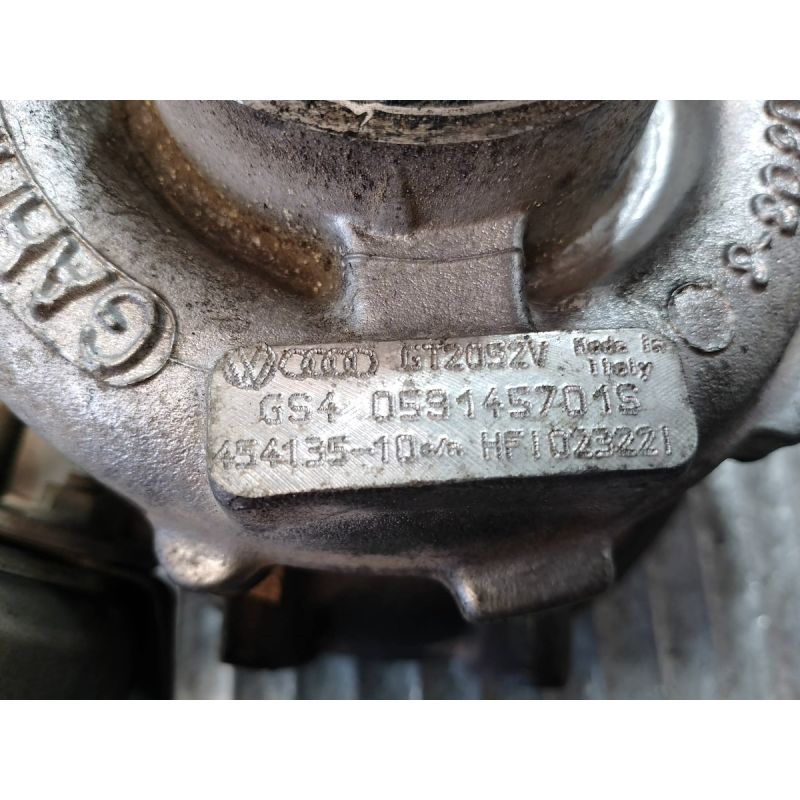 GT2052V Made in Italy
GS4 059145701S
454135-10 s/n HF1023221